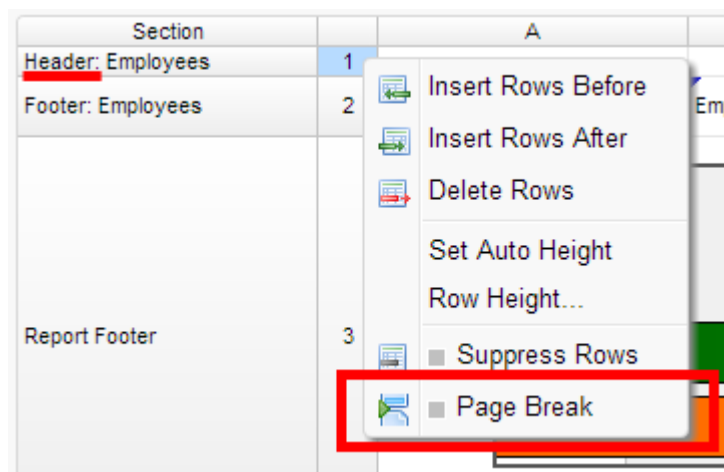 Section A
Header: Employees 1
Insert Rows Before
Footer: Employees 2 Em
Insert Rows After
Delete Rows
Set Auto Height
Row Height...
Report Footer 3
Suppress Rows
Page Break